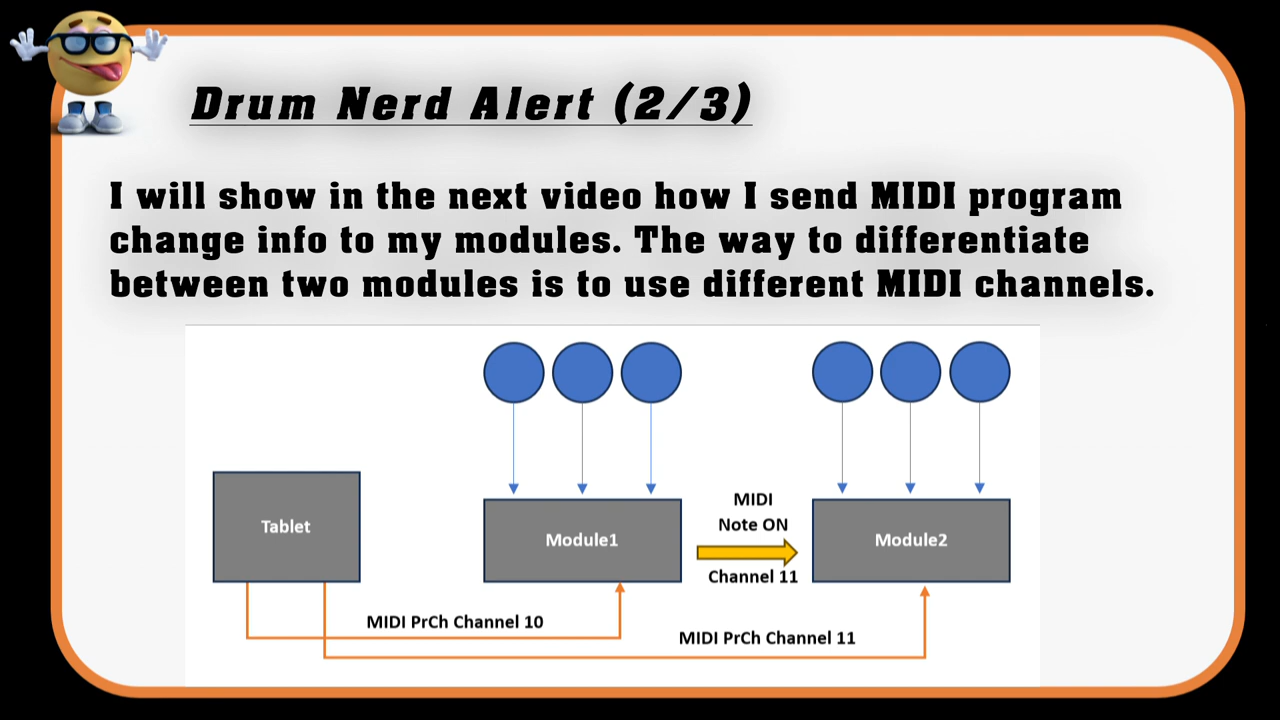 Drum Nerd Alert (2/3)
I will show in the next video how I send MIDI program
change info to my modules. The way to differentiate
between two modules is to use different MIDI channels.
Tablet
Module1
MIDI
Note ON
Channel 11
Module2
MIDI PrCh Channel 10
MIDI PrCh Channel 11